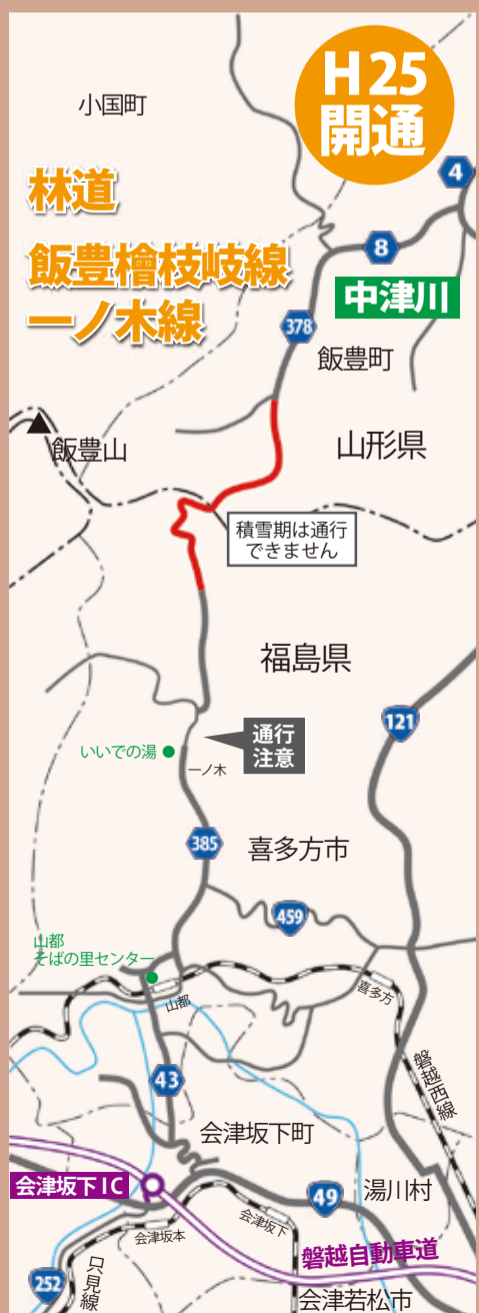 H25
開通
小国町
4
林道
飯豊檜枝岐線
一ノ木線
8
中津川
378
飯豊町
飯豊山
山形県
積雪期は通行
できません
福島県
121
通行
注意
いいでの湯
一ノ木
385
喜多方市
459
山都
そばの里センター
喜多方
山都
磐越西線
43
会津坂下町
会津坂下IC
49
湯川村
会津坂下
会津坂本
磐越自動車道
252
只見線
会津若松市